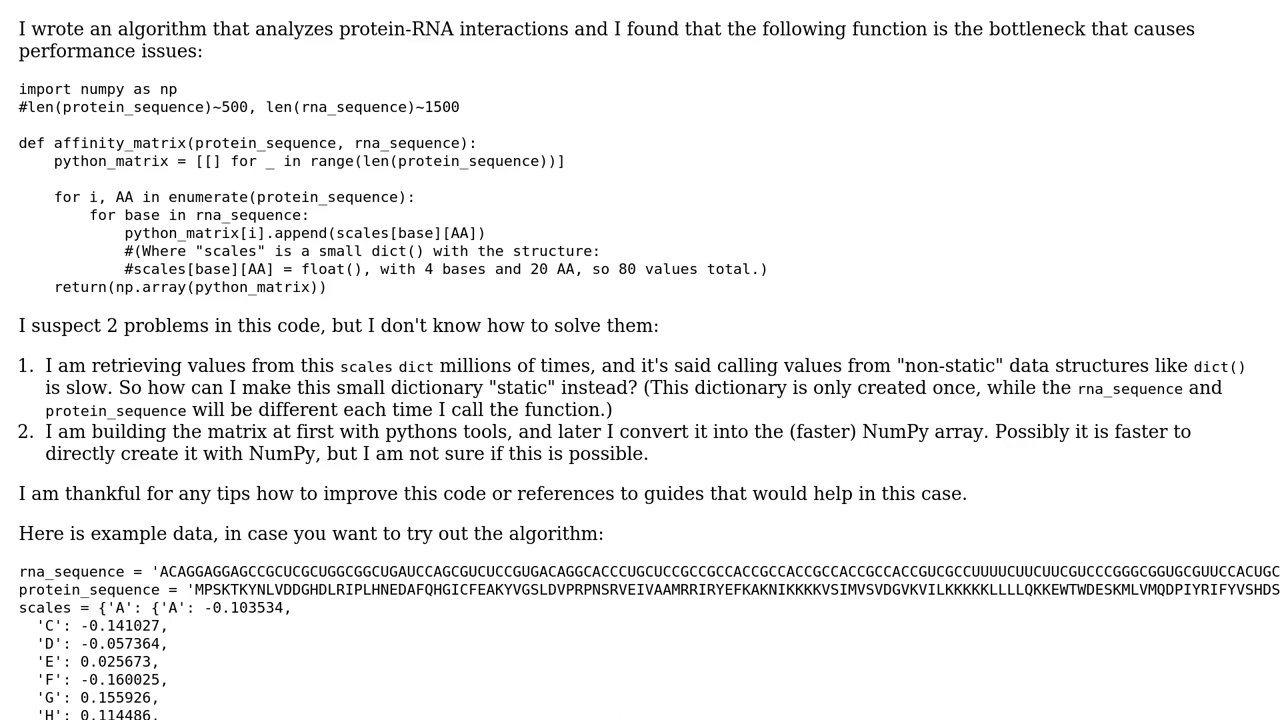 I wrote an algorithm that analyzes protein-RNA interactions and I found that the following function is the bottleneck that causes
performance issues:
import numpy as np
#len(protein_sequence)~500, len(rna_sequence)~1500
def affinity_matrix(protein_sequence, rna_sequence):
    python_matrix = [[] for _ in range(len(protein_sequence))]
    for i, AA in enumerate(protein_sequence):
        for base in rna_sequence:
            python_matrix[i].append(scales[base][AA])
            #(Where "scales" is a small dict() with the structure:
            #scales[base][AA] = float(), with 4 bases and 20 AA, so 80 values total.)
    return(np.array(python_matrix))
I suspect 2 problems in this code, but I don't know how to solve them:
1. I am retrieving values from this scales dict millions of times, and it's said calling values from "non-static" data structures like dict()
is slow. So how can I make this small dictionary "static" instead? (This dictionary is only created once, while the rna_sequence and
protein_sequence will be different each time I call the function.)
2. I am building the matrix at first with pythons tools, and later I convert it into the (faster) NumPy array. Possibly it is faster to
directly create it with NumPy, but I am not sure if this is possible.
I am thankful for any tips how to improve this code or references to guides that would help in this case.
Here is example data, in case you want to try out the algorithm:
rna_sequence = 'ACAGGAGGAGCCGCUCGCUGGCGGCUGAUCCAGCGUCUCCGUGACAGGCACCCUGCUCCGCCGCCACCGCCACCGCCACCGCCACCGUCGCCUUUUCUUCUUCGUCCCGGGCGGUGCGUUCCACUGC
protein_sequence = 'MPSKTKYNLVDDGHDLRIPLHNEDAFQHGICFEAKYVGSLDVPRPNSRVEIVAAMRRIRYEFKAKNIKKKKVSIMVSVDGVKVILKKKKKLLLLQKKEWTWDESKMLVMQDPIYRIFYVSHDS
scales = {'A': {'A': -0.103534,
  'C': -0.141027,
  'D': -0.057364,
  'E': 0.025673,
  'F': -0.160025,
  'G': 0.155926,
  'H': 0.114486,